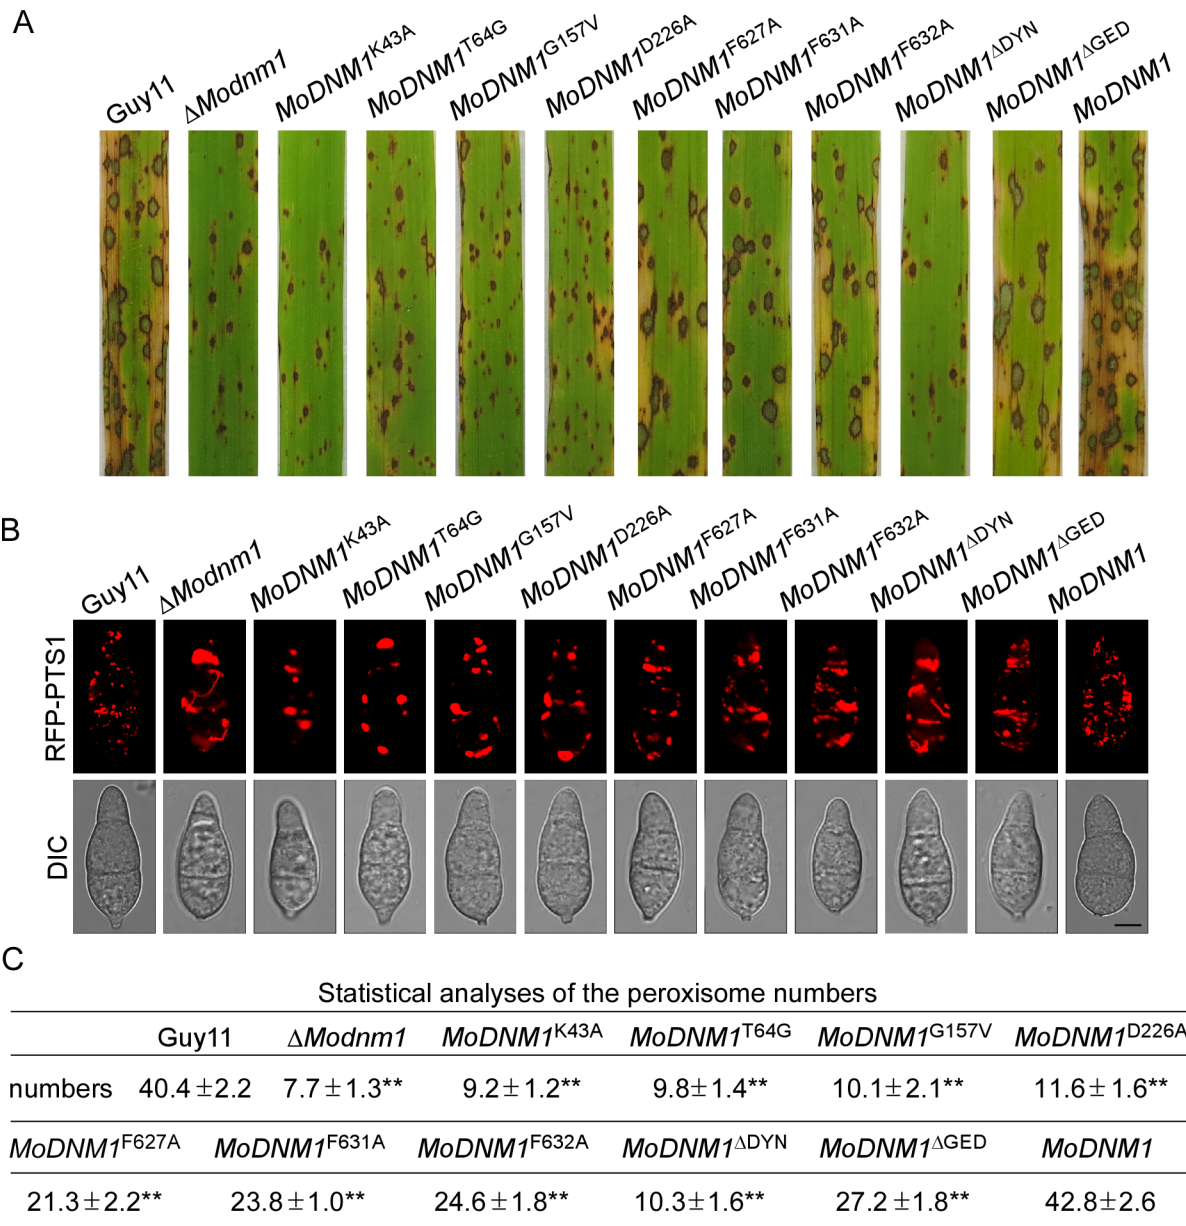 A
Guy11 ΔModnm1 MoDNM1K43A MoDNM1T64G MoDNM1G157V MoDNM1D226A MoDNM1F627A MoDNM1F631A MoDNM1F632A MoDNM1ΔDYN MoDNM1ΔGED MoDNM1
B
Guy11 ΔModnm1 MoDNM1K43A MoDNM1T64G MoDNM1G157V MoDNM1D226A MoDNM1F627A MoDNM1F631A MoDNM1F632A MoDNM1ΔDYN MoDNM1ΔGED MoDNM1
RFP-PTS1
DIC
C
Statistical analyses of the peroxisome numbers
Guy11 ΔModnm1 MoDNM1K43A MoDNM1T64G MoDNM1G157V MoDNM1D226A
numbers 40.4±2.2 7.7±1.3** 9.2±1.2** 9.8±1.4** 10.1±2.1** 11.6±1.6**
MoDNM1F627A MoDNM1F631A MoDNM1F632A MoDNM1ΔDYN MoDNM1ΔGED MoDNM1
21.3±2.2** 23.8±1.0** 24.6±1.8** 10.3±1.6** 27.2±1.8** 42.8±2.6